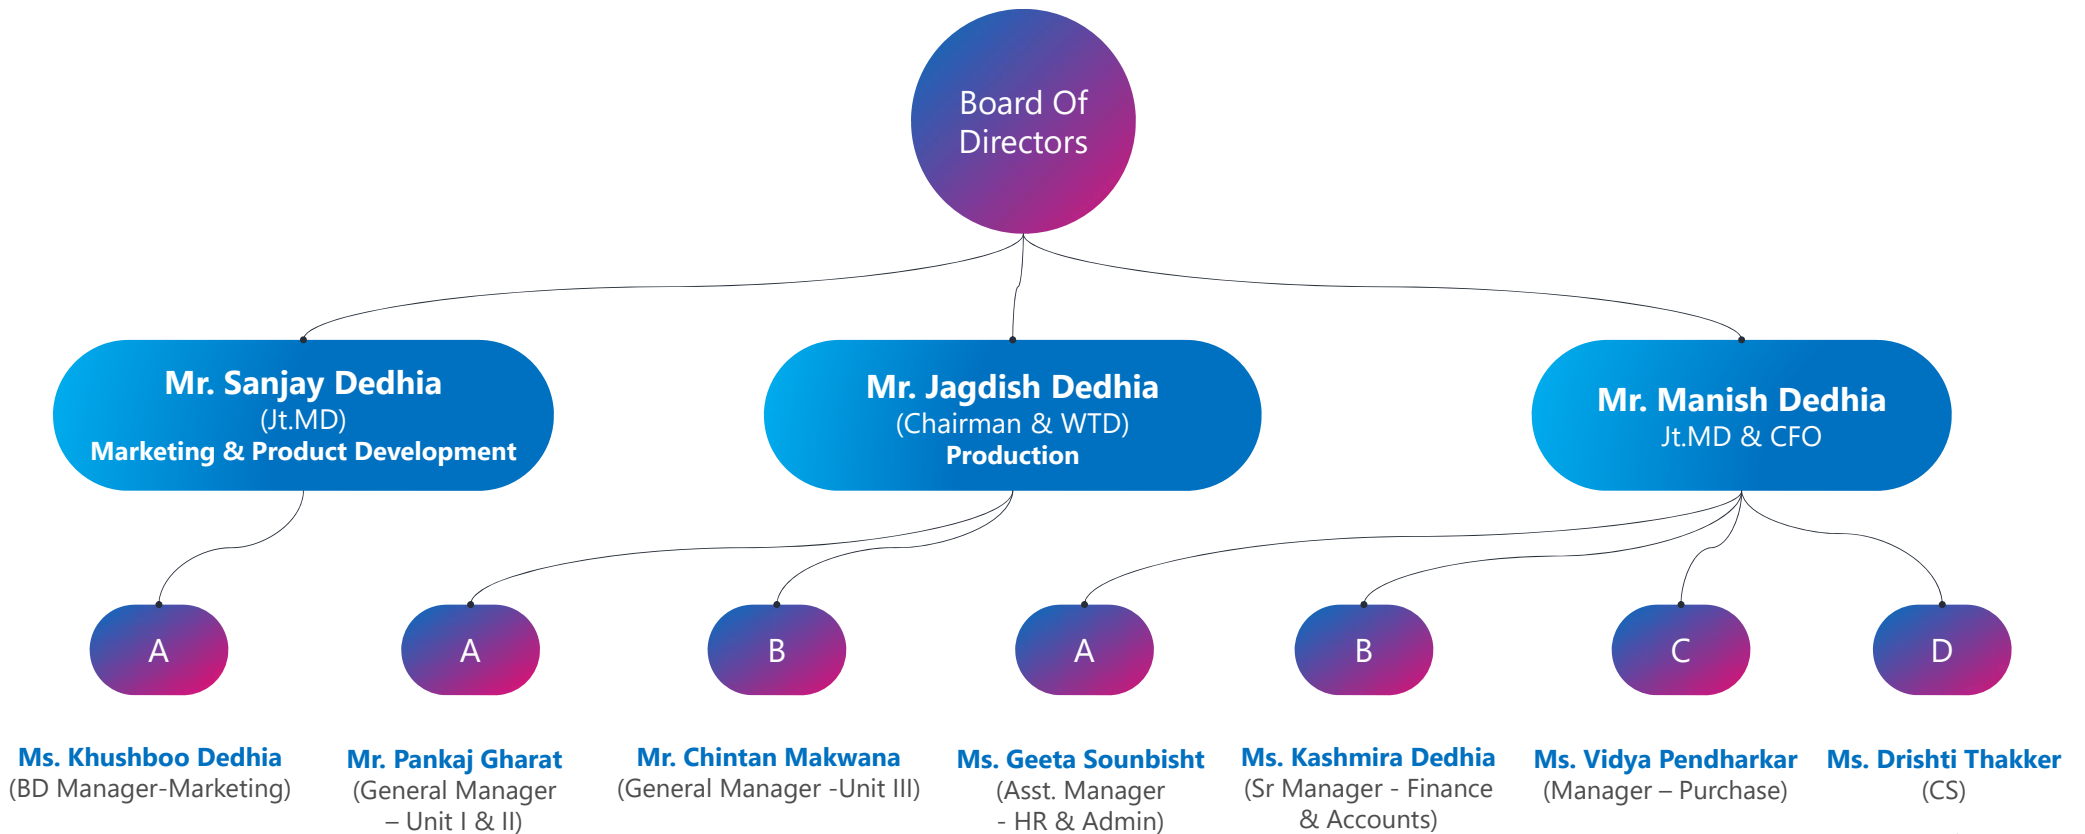 Board Of
Directors
Mr. Sanjay Dedhia
(Jt.MD)
Marketing & Product Development
Mr. Jagdish Dedhia
(Chairman & WTD)
Production
Mr. Manish Dedhia
Jt.MD & CFO
A
A
B
A
B
C
D
Ms. Khushboo Dedhia
(BD Manager-Marketing)
Mr. Pankaj Gharat
(General Manager
– Unit I & II)
Mr. Chintan Makwana
(General Manager -Unit III)
Ms. Geeta Sounbisht
(Asst. Manager
- HR & Admin)
Ms. Kashmira Dedhia
(Sr Manager - Finance
& Accounts)
Ms. Vidya Pendharkar
(Manager – Purchase)
Ms. Drishti Thakker
(CS)